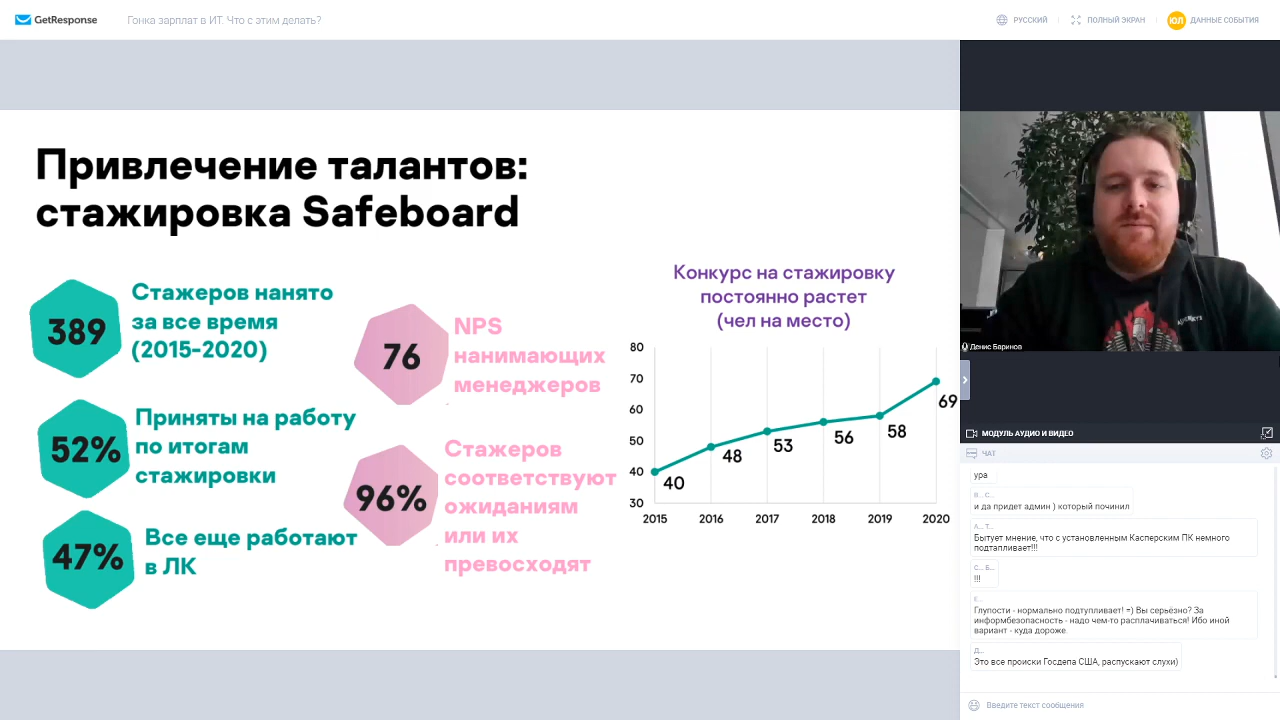 GetResponse
Гонка зарплат в ИТ. Что с этим делать?
РУССКИЙ
ПОЛНЫЙ ЭКРАН
ЮЛ
ДАННЫЕ СОБЫТИЯ
Привлечение талантов:
стажировка Safeboard
389
Стажеров нанято
за все время
(2015-2020)
52%
Приняты на работу
по итогам
стажировки
47%
Все еще работают
в ЛК
76
NPS
нанимающих
менеджеров
96%
Стажеров
соответствуют
ожиданиям
или их
превосходят
Конкурс на стажировку
постоянно растет
(чел на место)
80
70
60
50
40
30
40
48
53
56
58
69
2015
2016
2017
2018
2019
2020
Денис Баринов
МОДУЛЬ АУДИО И ВИДЕО
ЧАТ
ура
В... С...
и да придет админ ) который починил
А... Т...
Бытует мнение, что с установленным Касперским ПК немного
подтапливает!!!
С... Б...
!!!
Е...
Глупости - нормально подтупливает! =) Вы серьёзно? За
информбезопасность - надо чем-то расплачиваться! Ибо иной
вариант - куда дороже
Д...
Это все происки Госдепа США, распускают слухи)
Введите текст сообщения